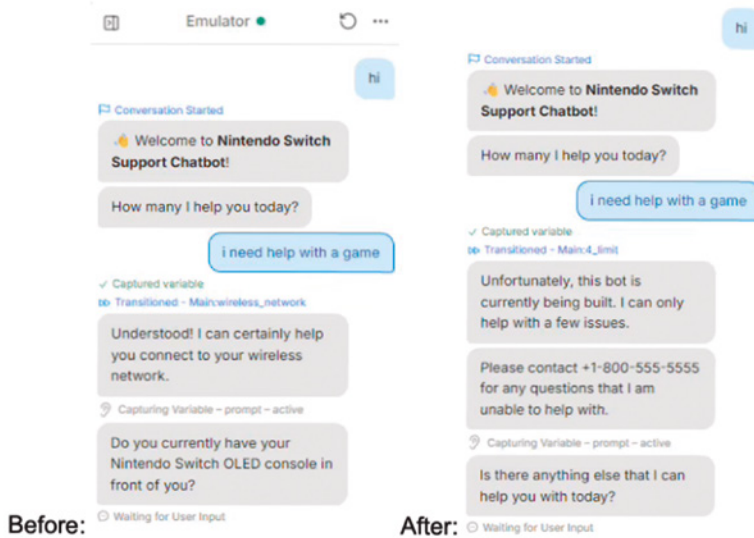 Emulator
hi
Conversation Started
👋 Welcome to Nintendo Switch
Support Chatbot!
How many I help you today?
i need help with a game
Captured variable
Transitioned - Main:wireless_network
Understood! I can certainly help
you connect to your wireless
network.
Capturing Variable – prompt – active
Do you currently have your
Nintendo Switch OLED console in
front of you?
Before:
Waiting for User Input
hi
Conversation Started
👋 Welcome to Nintendo Switch
Support Chatbot!
How many I help you today?
i need help with a game
Captured variable
Transitioned - Main:4_limit
Unfortunately, this bot is
currently being built. I can only
help with a few issues.
Please contact +1-800-555-5555
for any questions that I am
unable to help with.
Capturing Variable – prompt – active
Is there anything else that I can
help you with today?
After:
Waiting for User Input